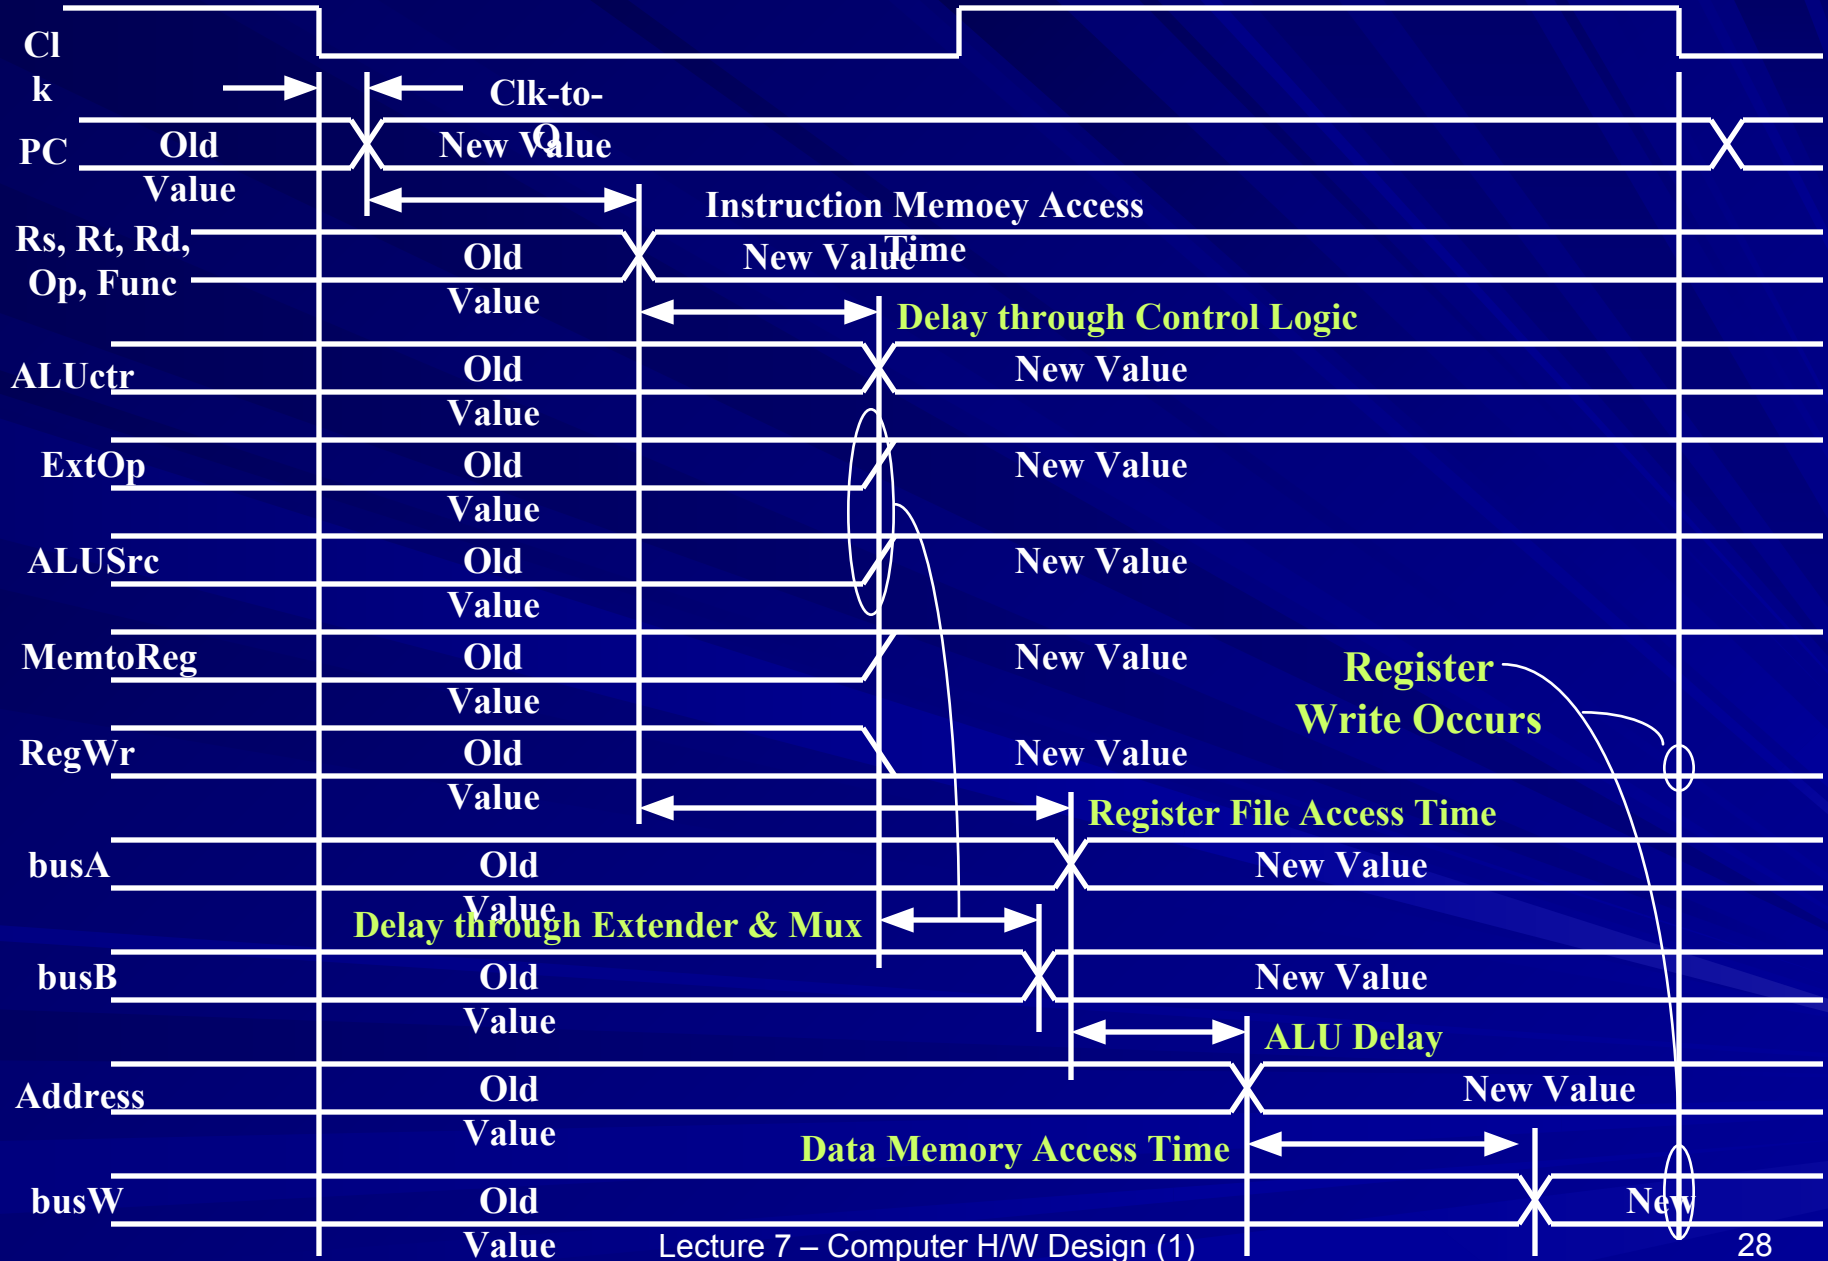 Cl
k
Clk-to-
Q
PC
Old
Value
New Value
Instruction Memoey Access
Time
Rs, Rt, Rd,
Op, Func
Old
Value
New Value
Delay through Control Logic
ALUctr
Old
Value
New Value
ExtOp
Old
Value
New Value
ALUSrc
Old
Value
New Value
MemtoReg
Old
Value
New Value
Register
Write Occurs
RegWr
Old
Value
New Value
Register File Access Time
busA
Old
Value
New Value
Delay through Extender & Mux
busB
Old
Value
New Value
ALU Delay
Address
Old
Value
New Value
Data Memory Access Time
busW
Old
Value
New
Lecture 7 – Computer H/W Design (1)
28